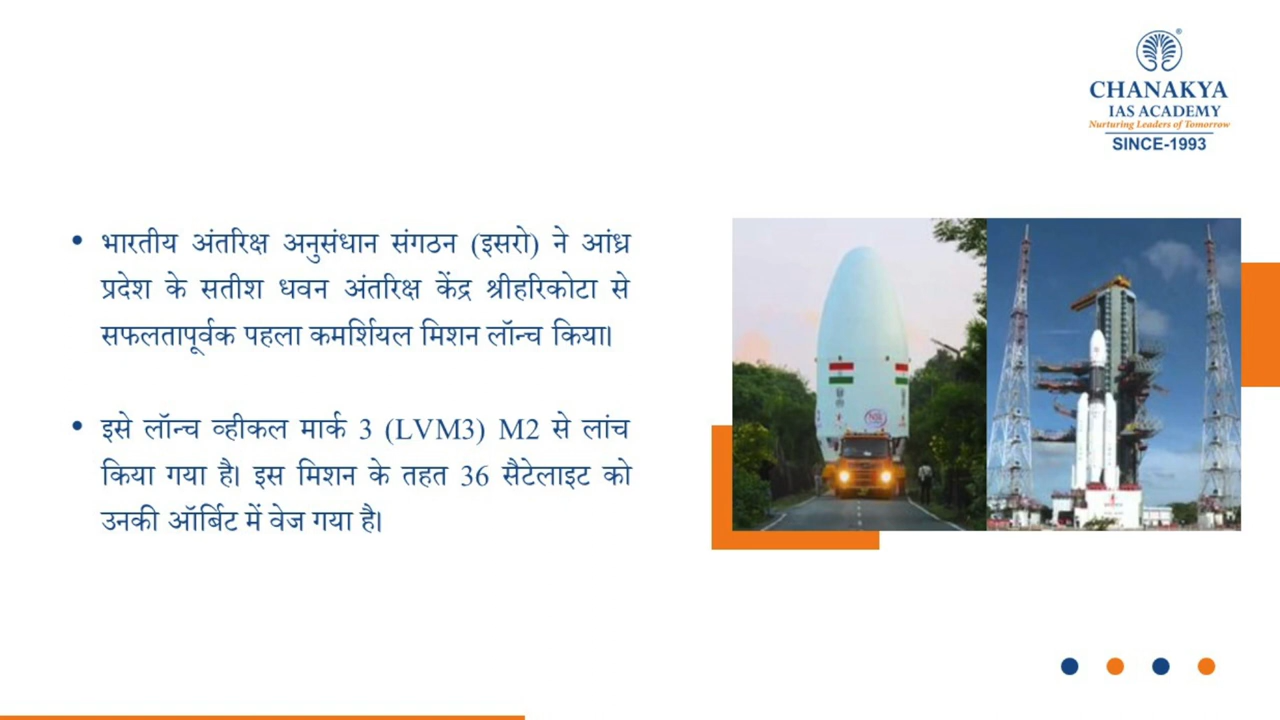 CHANAKYA
IAS ACADEMY
Nurturing Leaders of Tomorrow
SINCE-1993
• भारतीय अंतरिक्ष अनुसंधान संगठन (इसरो) ने आंध्र
प्रदेश के सतीश धवन अंतरिक्ष केंद्र श्रीहरिकोटा से
सफलतापूर्वक पहला कमर्शियल मिशन लॉन्च किया।
• इसे लॉन्च व्हीकल मार्क 3 (LVM3) M2 से लांच
किया गया है। इस मिशन के तहत 36 सैटेलाइट को
उनकी ऑर्बिट में वेज गया है।
NSIL